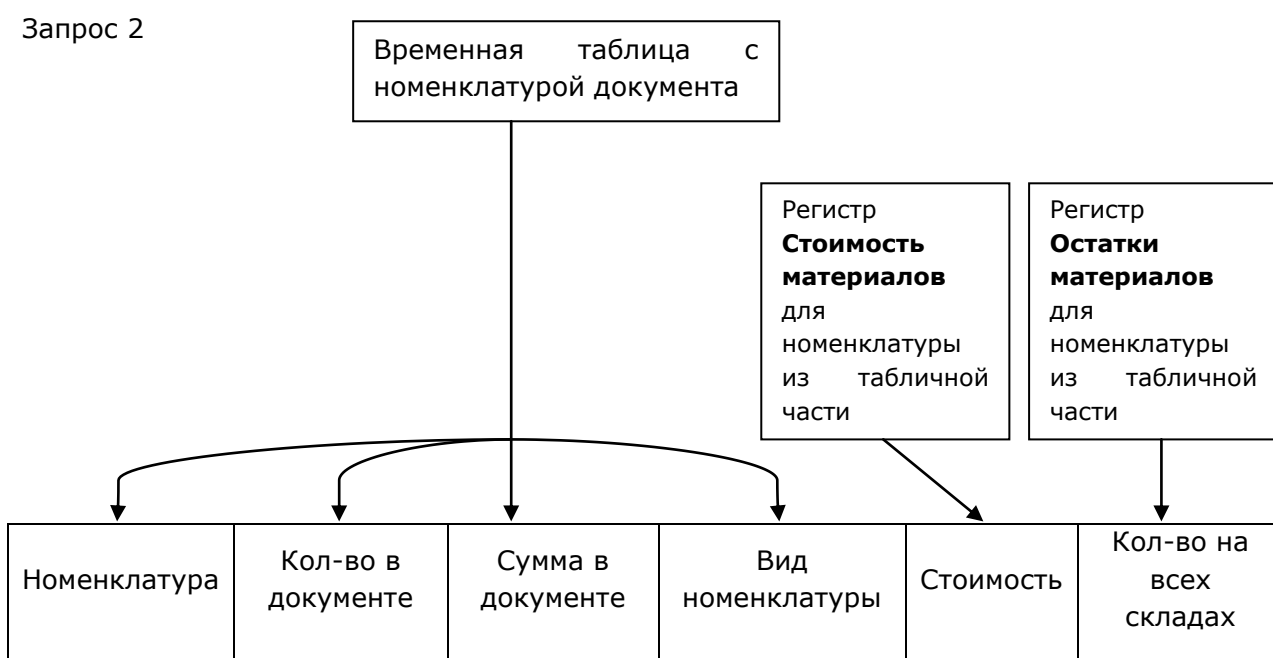 Запрос 2
Временная таблица с
номенклатурой документа
Регистр
Стоимость
материалов
для
номенклатуры
из табличной
части
Регистр
Остатки
материалов
для
номенклатуры
из табличной
части
Номенклатура
Кол-во в
документе
Сумма в
документе
Вид
номенклатуры
Стоимость
Кол-во на
всех
складах